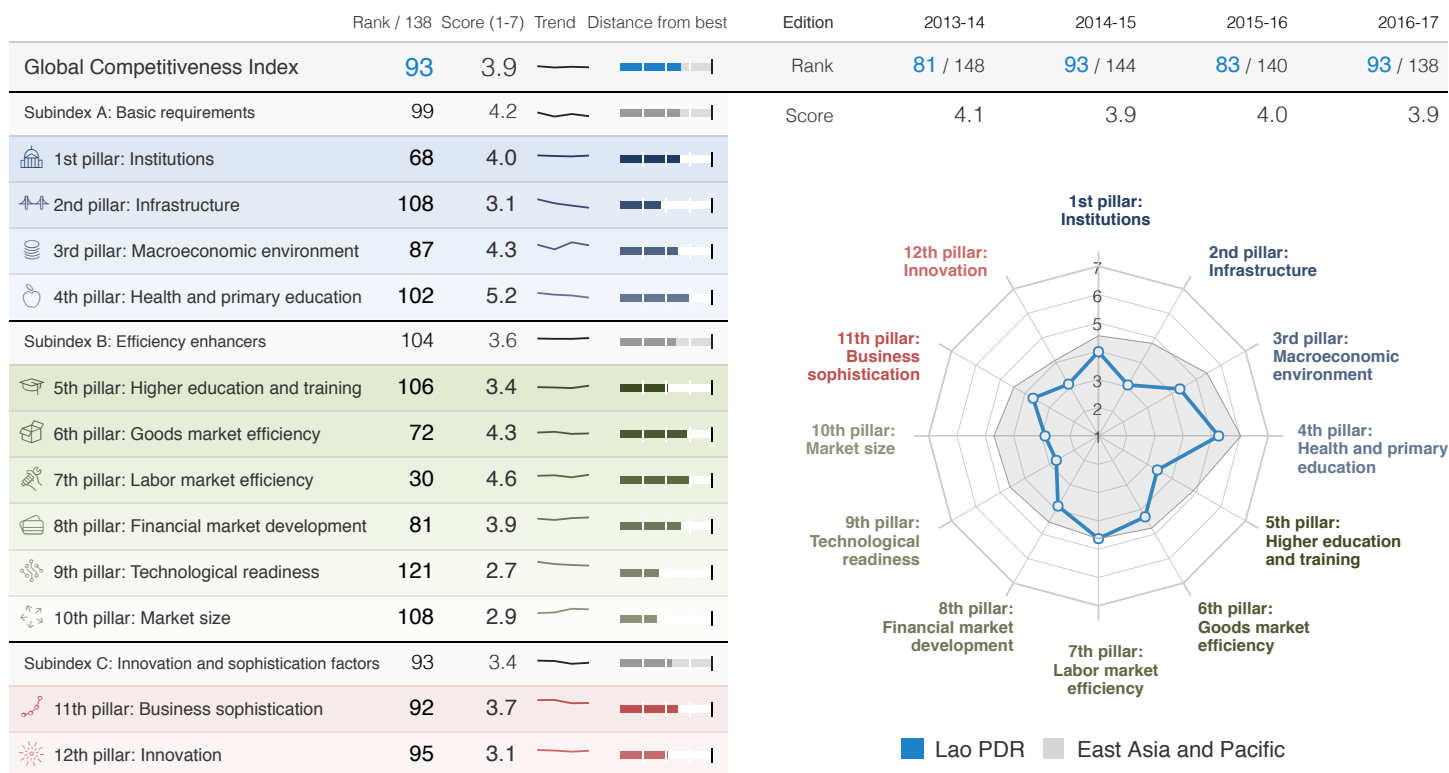 Rank / 138 Score (1-7) Trend Distance from best
Global Competitiveness Index 93 3.9
Subindex A: Basic requirements 99 4.2
1st pillar: Institutions 68 4.0
2nd pillar: Infrastructure 108 3.1
3rd pillar: Macroeconomic environment 87 4.3
4th pillar: Health and primary education 102 5.2
Subindex B: Efficiency enhancers 104 3.6
5th pillar: Higher education and training 106 3.4
6th pillar: Goods market efficiency 72 4.3
7th pillar: Labor market efficiency 30 4.6
8th pillar: Financial market development 81 3.9
9th pillar: Technological readiness 121 2.7
10th pillar: Market size 108 2.9
Subindex C: Innovation and sophistication factors 93 3.4
11th pillar: Business sophistication 92 3.7
12th pillar: Innovation 95 3.1
Edition 2013-14 2014-15 2015-16 2016-17
Rank 81 / 148 93 / 144 83 / 140 93 / 138
Score 4.1 3.9 4.0 3.9
1st pillar:
Institutions
2nd pillar:
Infrastructure
3rd pillar:
Macroeconomic
environment
4th pillar:
Health and primary
education
5th pillar:
Higher education
and training
6th pillar:
Goods market
efficiency
7th pillar:
Labor market
efficiency
8th pillar:
Financial market
development
9th pillar:
Technological
readiness
10th pillar:
Market size
11th pillar:
Business
sophistication
12th pillar:
Innovation
7
6
5
3
2
1
Lao PDR East Asia and Pacific